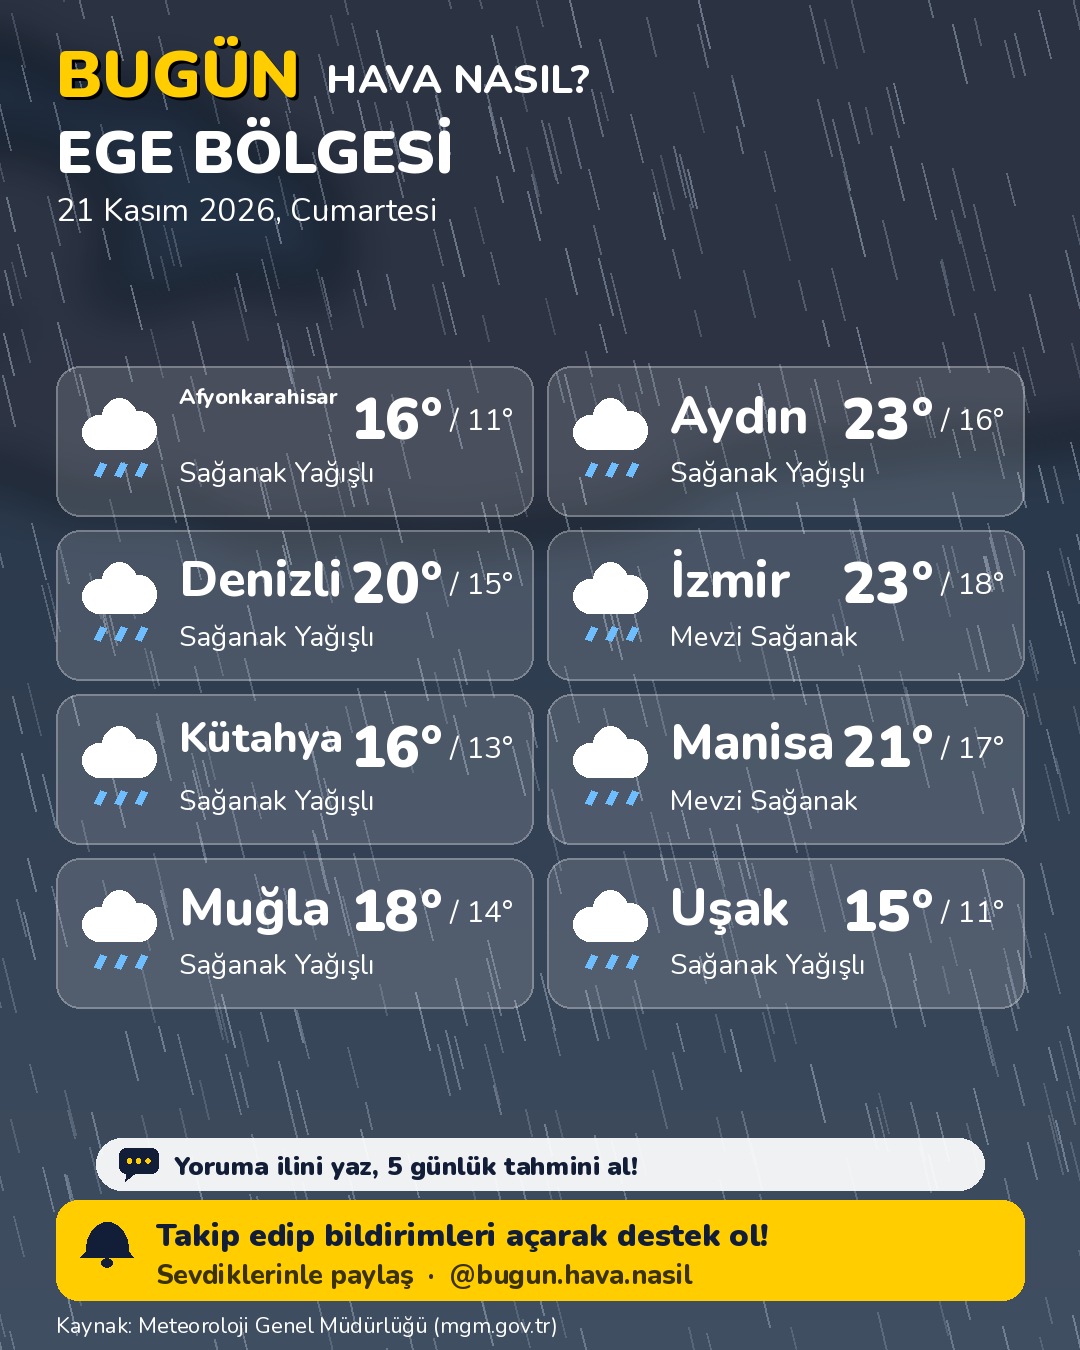 BUGÜN HAVA NASIL?
EGE BÖLGESİ
21 Kasım 2026, Cumartesi
Afyonkarahisar 16° / 11°
Sağanak Yağışlı
Aydın 23° / 16°
Sağanak Yağışlı
Denizli 20° / 15°
Sağanak Yağışlı
İzmir 23° / 18°
Mevzi Sağanak
Kütahya 16° / 13°
Sağanak Yağışlı
Manisa 21° / 17°
Mevzi Sağanak
Muğla 18° / 14°
Sağanak Yağışlı
Uşak 15° / 11°
Sağanak Yağışlı
Yoruma ilini yaz, 5 günlük tahmini al!
Takip edip bildirimleri açarak destek ol!
Sevdiklerinle paylaş · @bugun.hava.nasil
Kaynak: Meteoroloji Genel Müdürlüğü (mgm.gov.tr)